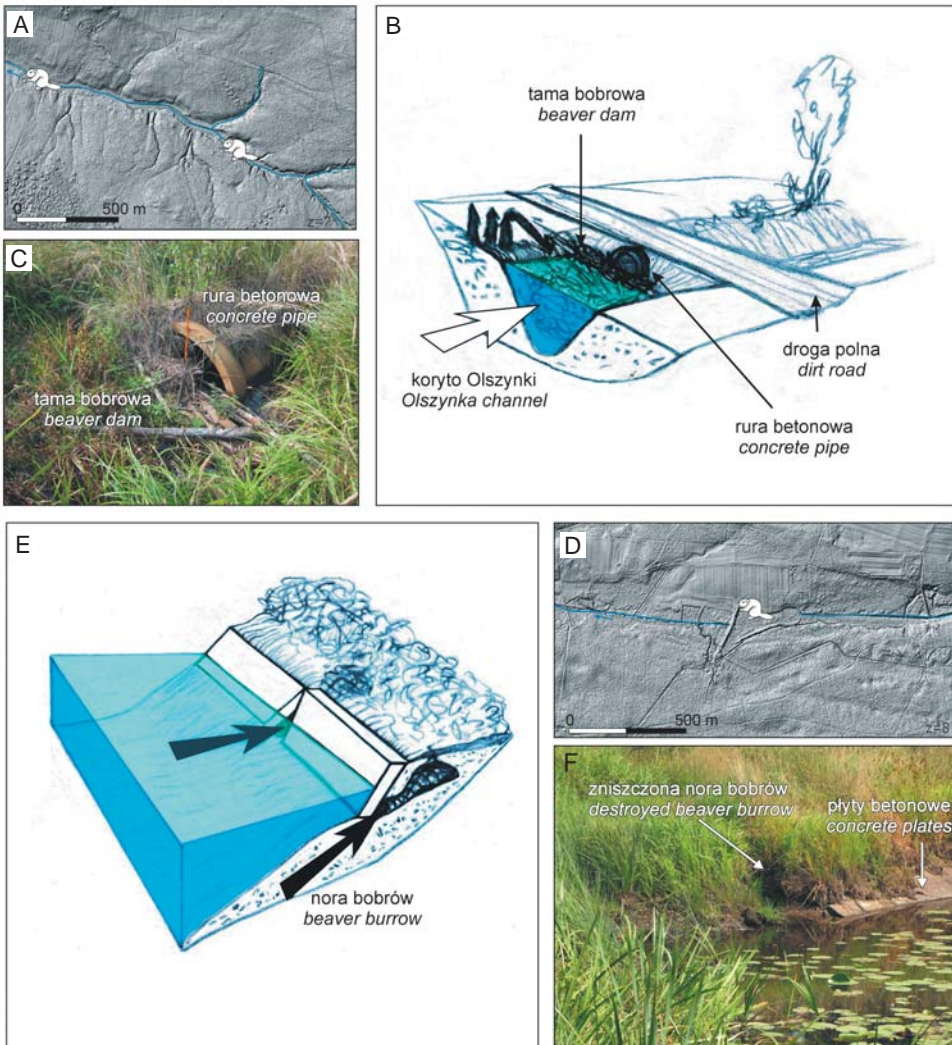 A
0
500 m
z=7
B
tama bobrowa
beaver dam
koryto Olszynki
Olszynka channel
droga polna
dirt road
rura betonowa
concrete pipe
C
rura betonowa
concrete pipe
tama bobrowa
beaver dam
E
nora bobrów
beaver burrow
D
0
500 m
z=8
F
zniszczona nora bobrów
destroyed beaver burrow
płyty betonowe
concrete plates